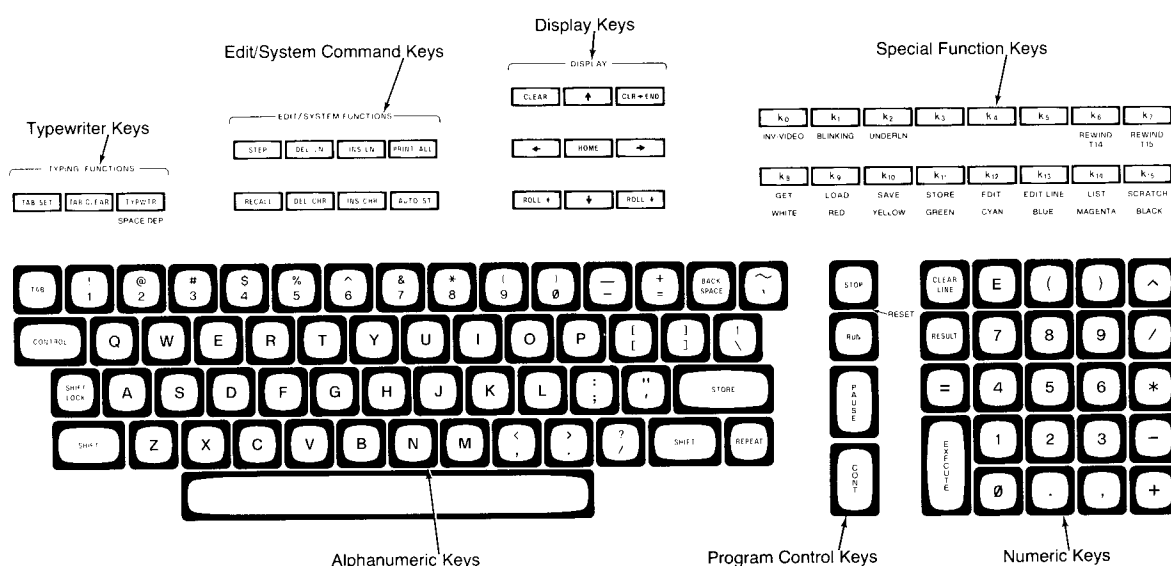 Display Keys
Edit/System Command Keys
Special Function Keys
DISPLAY
CLEAR ↑ CLR→END
Typewriter Keys
EDIT/SYSTEM FUNCTIONS
k0 k1 k2 k3 k4 k5 k6 k7
INV-VIDEO BLINKING UNDERLN REWIND T14 REWIND T15
STEP DEL LN INS LN PRINT ALL
← HOME →
TYPING FUNCTIONS
k8 k9 k10 k11 k12 k13 k14 k15
GET LOAD SAVE STORE EDIT EDIT LINE LIST SCRATCH
WHITE RED YELLOW GREEN CYAN BLUE MAGENTA BLACK
TAB SET TAB CLEAR TYPWTR
SPACE DEP
RECALL DEL CHR INS CHR AUTO ST
ROLL ↓ ROLL
TAB ! 1 @ 2 # 3 $ 4 % 5 ^ 6 & 7 * 8 ( 9 ) Ø — - + = BACK SPACE ~ '
STOP
CLEAR LINE E ( ) ^
RESET
CONTROL Q W E R T Y U I O P [ [ ] ] | \
RUN
RESULT 7 8 9 /
SHIFT LOCK A S D F G H J K L : ; " ' STORE
PAUSE
= 4 5 6 *
SHIFT Z X C V B N M < , > . ? / SHIFT REPEAT
CONT
EXECUTE
1 2 3 -
Ø . , +
Alphanumeric Keys
Program Control Keys
Numeric Keys